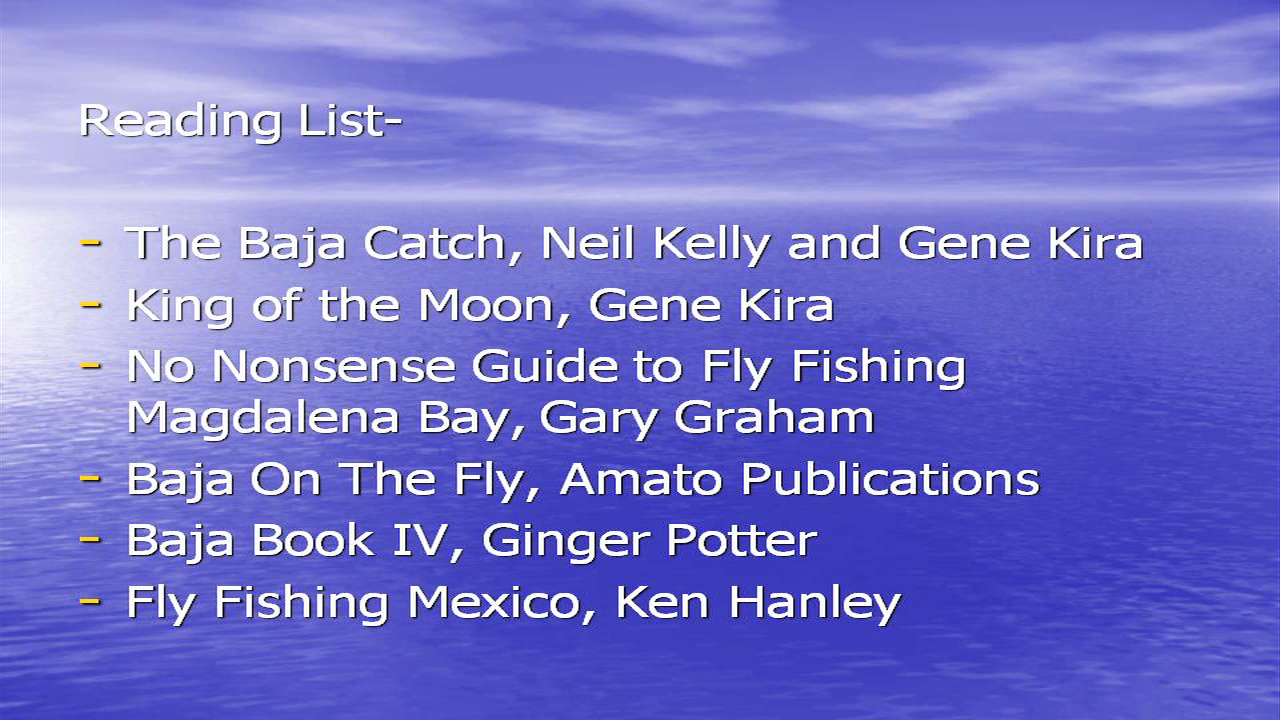 Reading List-
- The Baja Catch, Neil Kelly and Gene Kira
- King of the Moon, Gene Kira
- No Nonsense Guide to Fly Fishing
Magdalena Bay, Gary Graham
- Baja On The Fly, Amato Publications
- Baja Book IV, Ginger Potter
- Fly Fishing Mexico, Ken Hanley